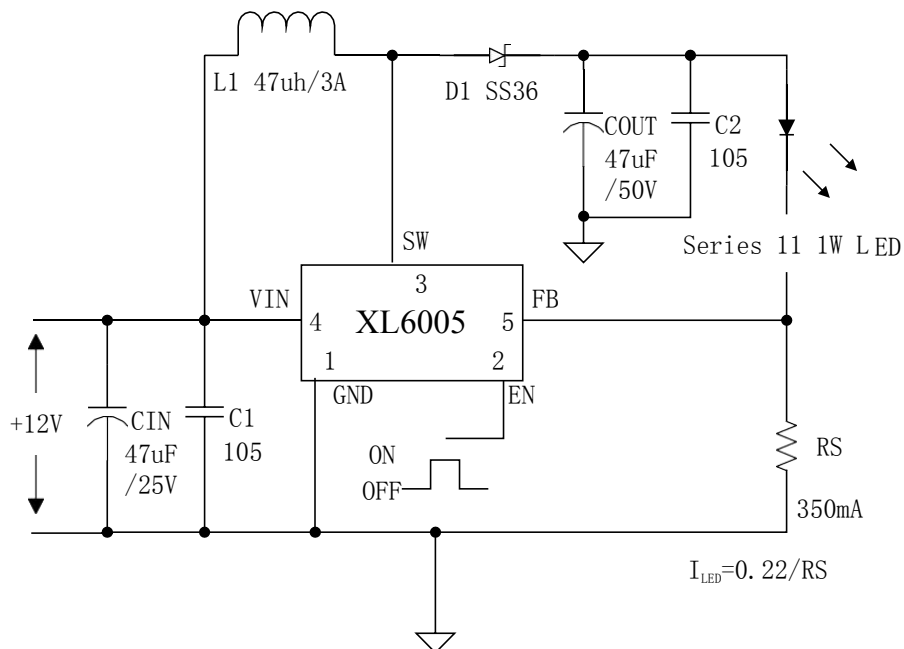 L1 47uh/3A
D1 SS36
COUT
47uF
/50V
C2
105
SW
Series 11 1W LED
VIN
3
FB
4
XL6005
5
1
2
GND
EN
+12V
CIN
47uF
/25V
C1
105
ON
OFF
RS
350mA
ILED=0.22/RS